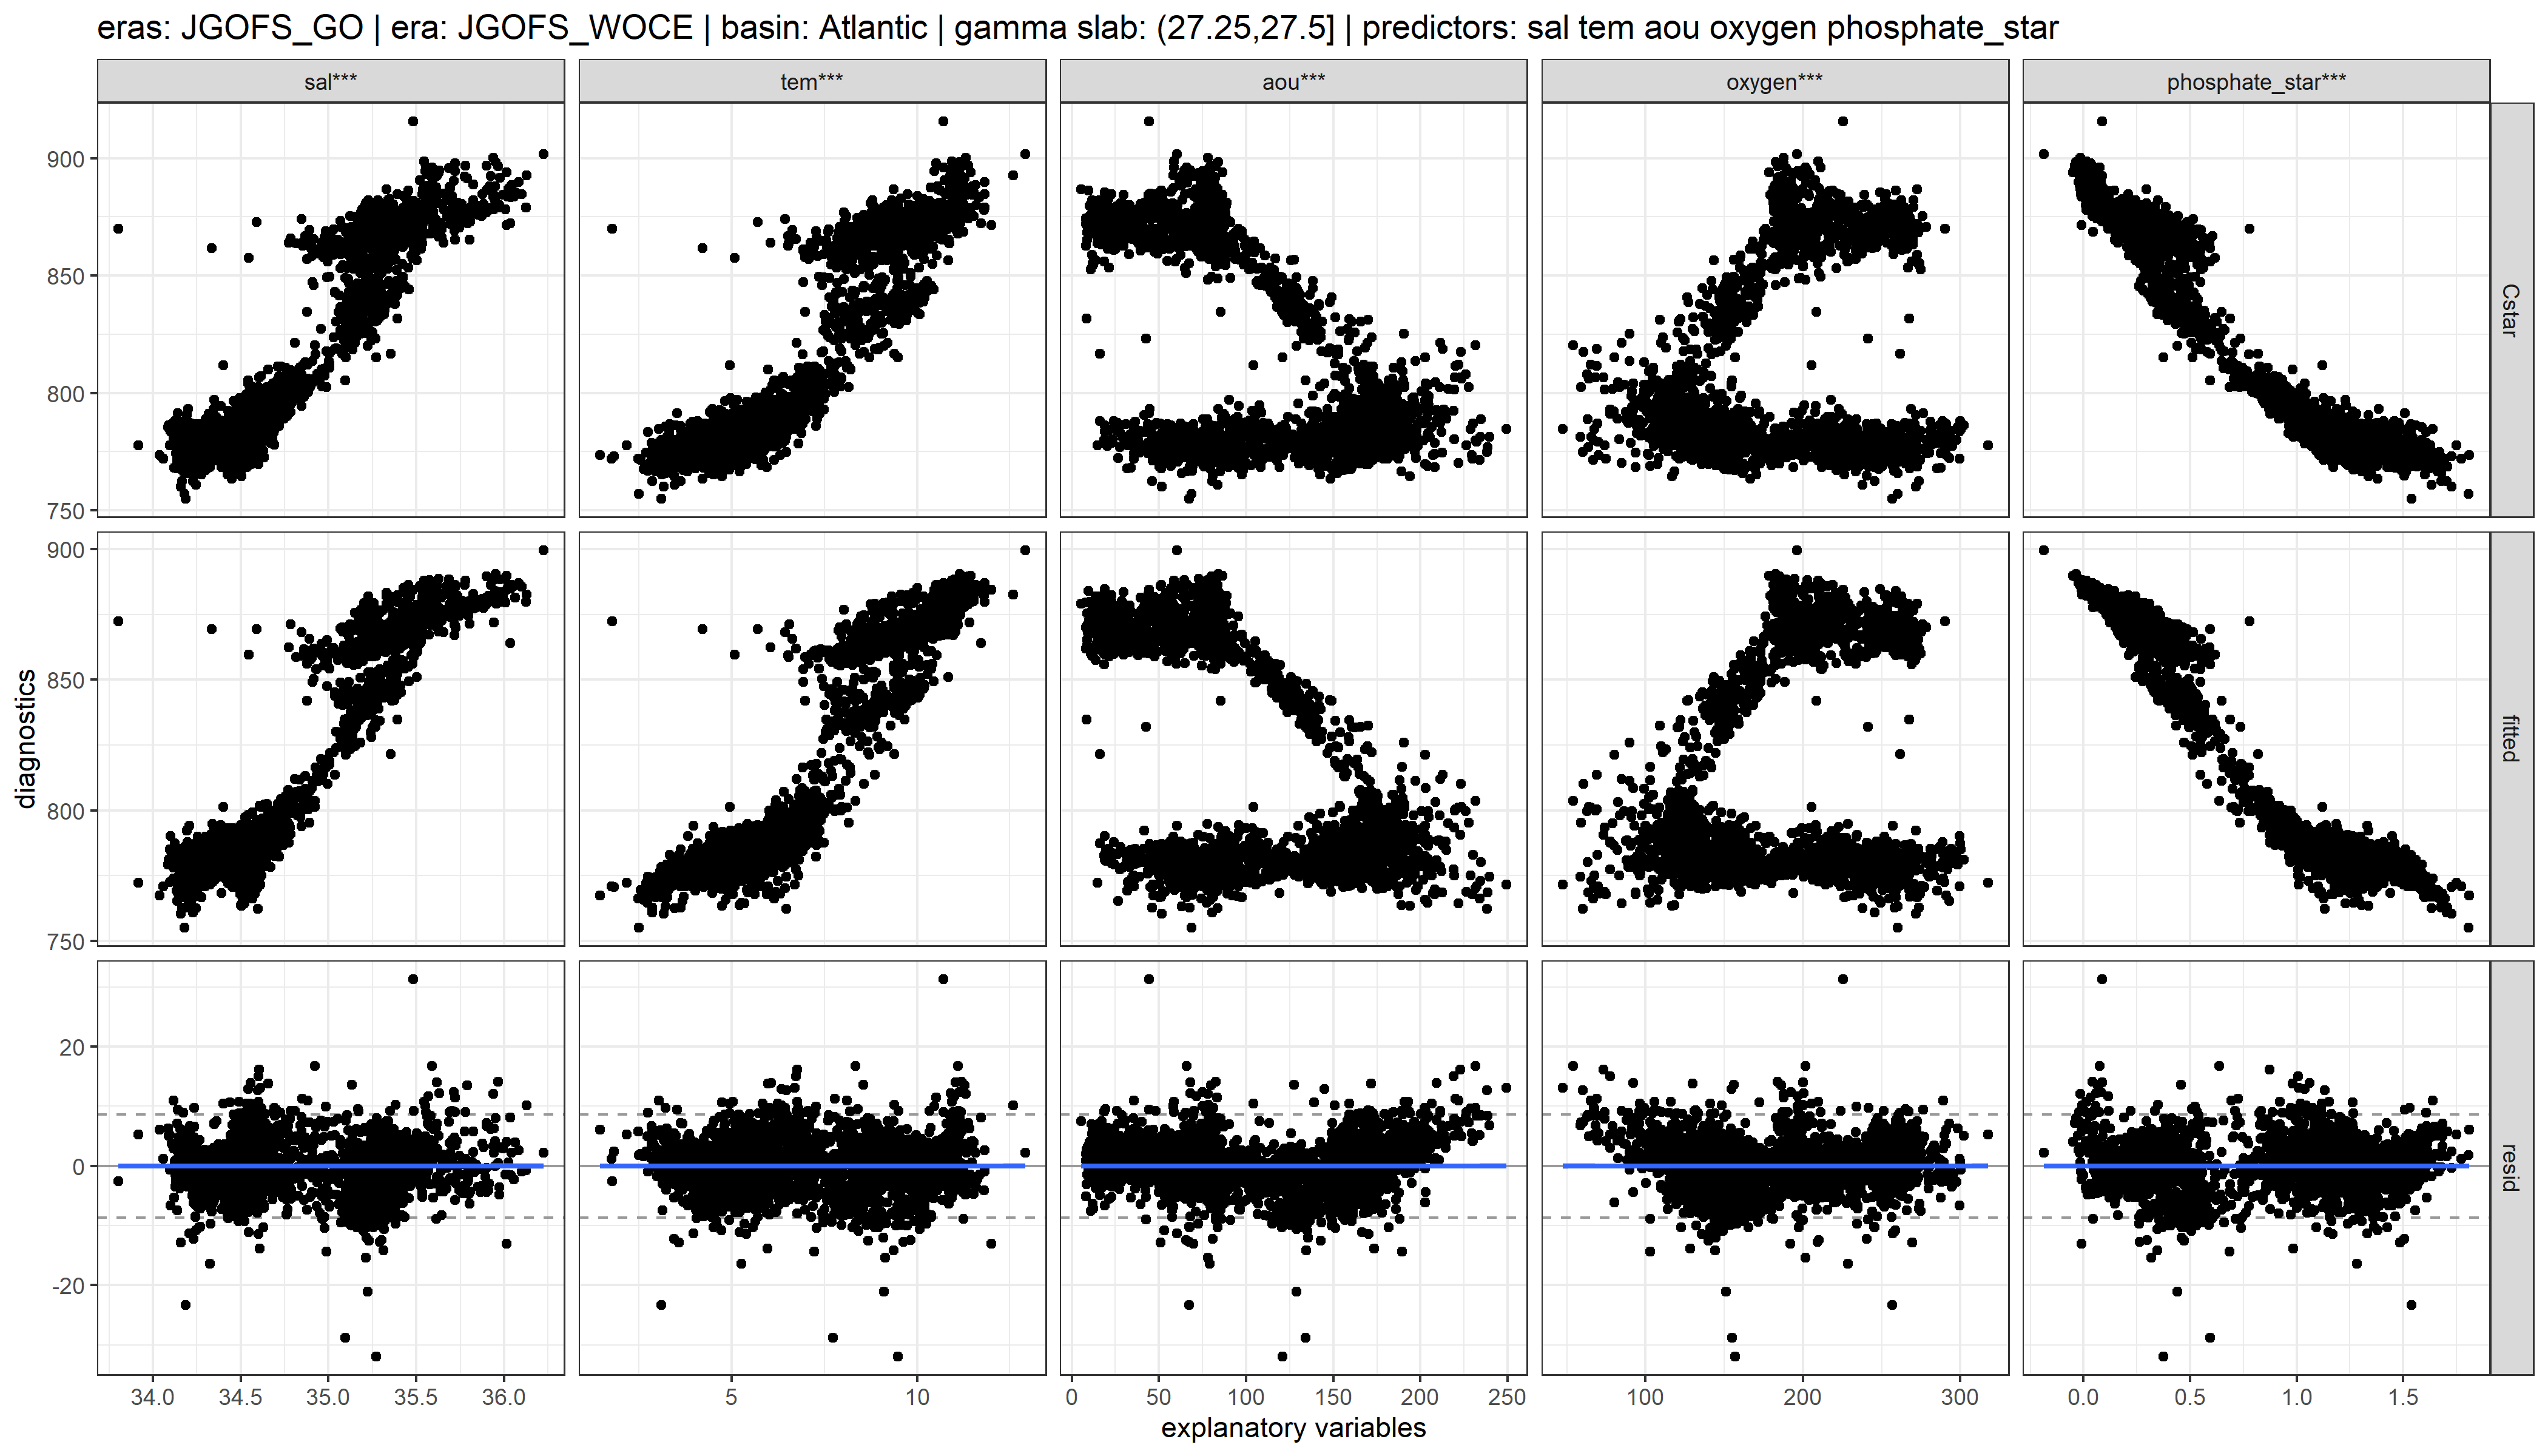 eras: JGOFS_GO | era: JGOFS_WOCE | basin: Atlantic | gamma slab: (27.25,27.5] | predictors: sal tem aou oxygen phosphate_star
sal*** tem*** aou*** oxygen*** phosphate_star***
900
850
800
750
Cstar
900
850
800
750
fitted
diagnostics
20
0
-20
resid
34.0 34.5 35.0 35.5 36.0 5 10 0 50 100 150 200 250 100 200 300 0.0 0.5 1.0 1.5
explanatory variables